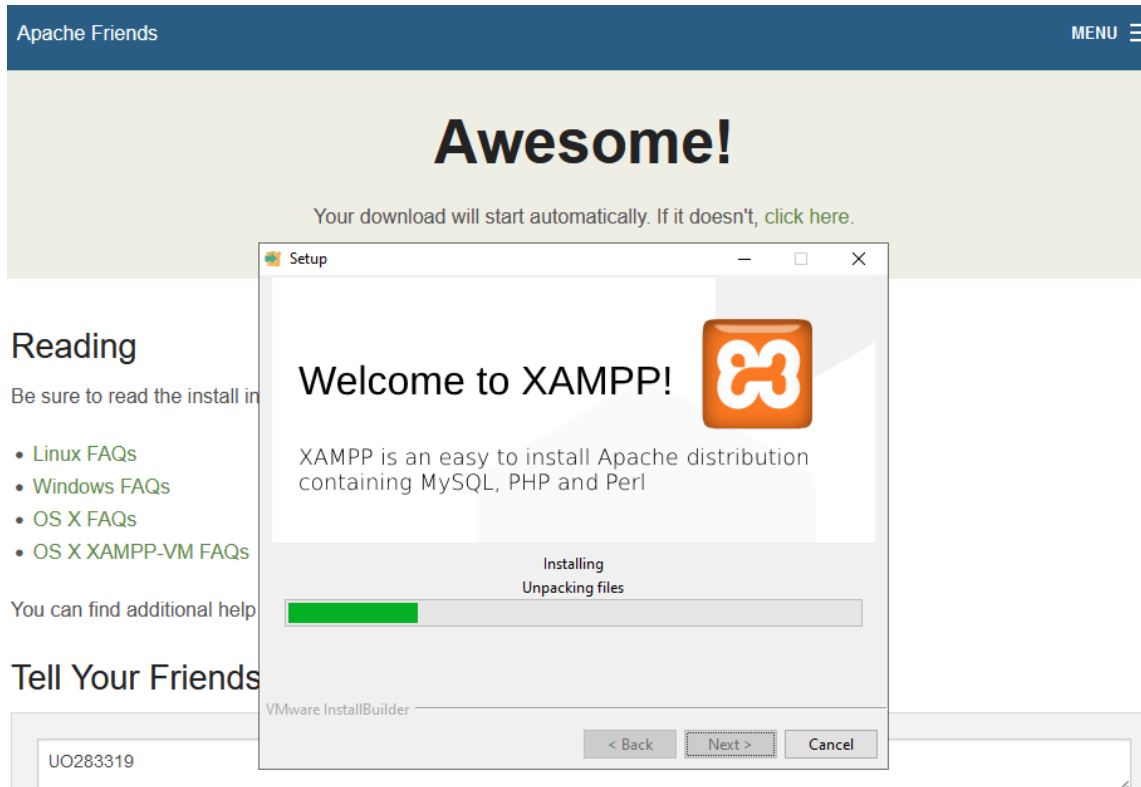 Apache Friends
MENU
Awesome!
Your download will start automatically. If it doesn't, click here.
Setup
Welcome to XAMPP!
XAMPP is an easy to install Apache distribution
containing MySQL, PHP and Perl
Installing
Unpacking files
VMware InstallBuilder
< Back
Next >
Cancel
Reading
Be sure to read the install in
• Linux FAQs
• Windows FAQs
• OS X FAQs
• OS X XAMPP-VM FAQs
You can find additional help
Tell Your Friends
UO283319